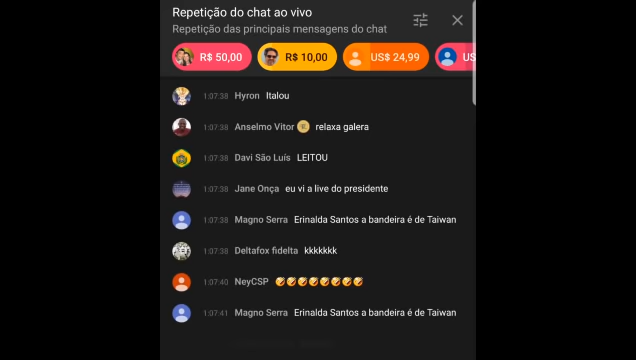 Repetição do chat ao vivo
Repetição das principais mensagens do chat
R$ 50,00 R$ 10,00 US$ 24,99 US
1:07:38 Hyron Italou
1:07:38 Anselmo Vitor relaxa galera
1:07:38 Davi São Luís LEITOU
1:07:38 Jane Onça eu vi a live do presidente
1:07:38 Magno Serra Erinalda Santos a bandeira é de Taiwan
1:07:38 Deltafox fidelta kkkkkkk
1:07:40 NeyCSP 🤣🤣🤣🤣🤣🤣🤣🤣
1:07:41 Magno Serra Erinalda Santos a bandeira é de Taiwan